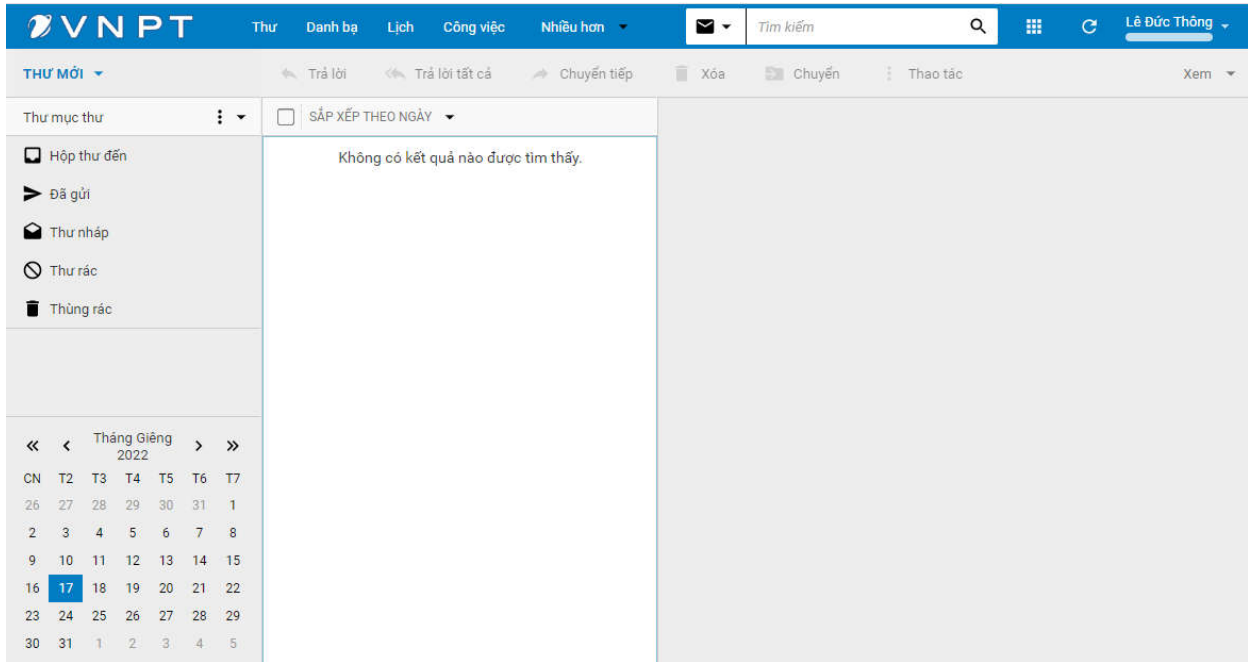 VNPT Thư Danh bạ Lịch Công việc Nhiều hơn Tìm kiếm Lê Đức Thông
THƯ MỚI Trả lời Trả lời tất cả Chuyển tiếp Xóa Chuyển Thao tác Xem
Thư mục thư SẮP XẾP THEO NGÀY
Hộp thư đến Không có kết quả nào được tìm thấy.
Đã gửi
Thư nháp
Thư rác
Thùng rác
Tháng Giêng
2022
CN T2 T3 T4 T5 T6 T7
26 27 28 29 30 31 1
2 3 4 5 6 7 8
9 10 11 12 13 14 15
16 17 18 19 20 21 22
23 24 25 26 27 28 29
30 31 1 2 3 4 5